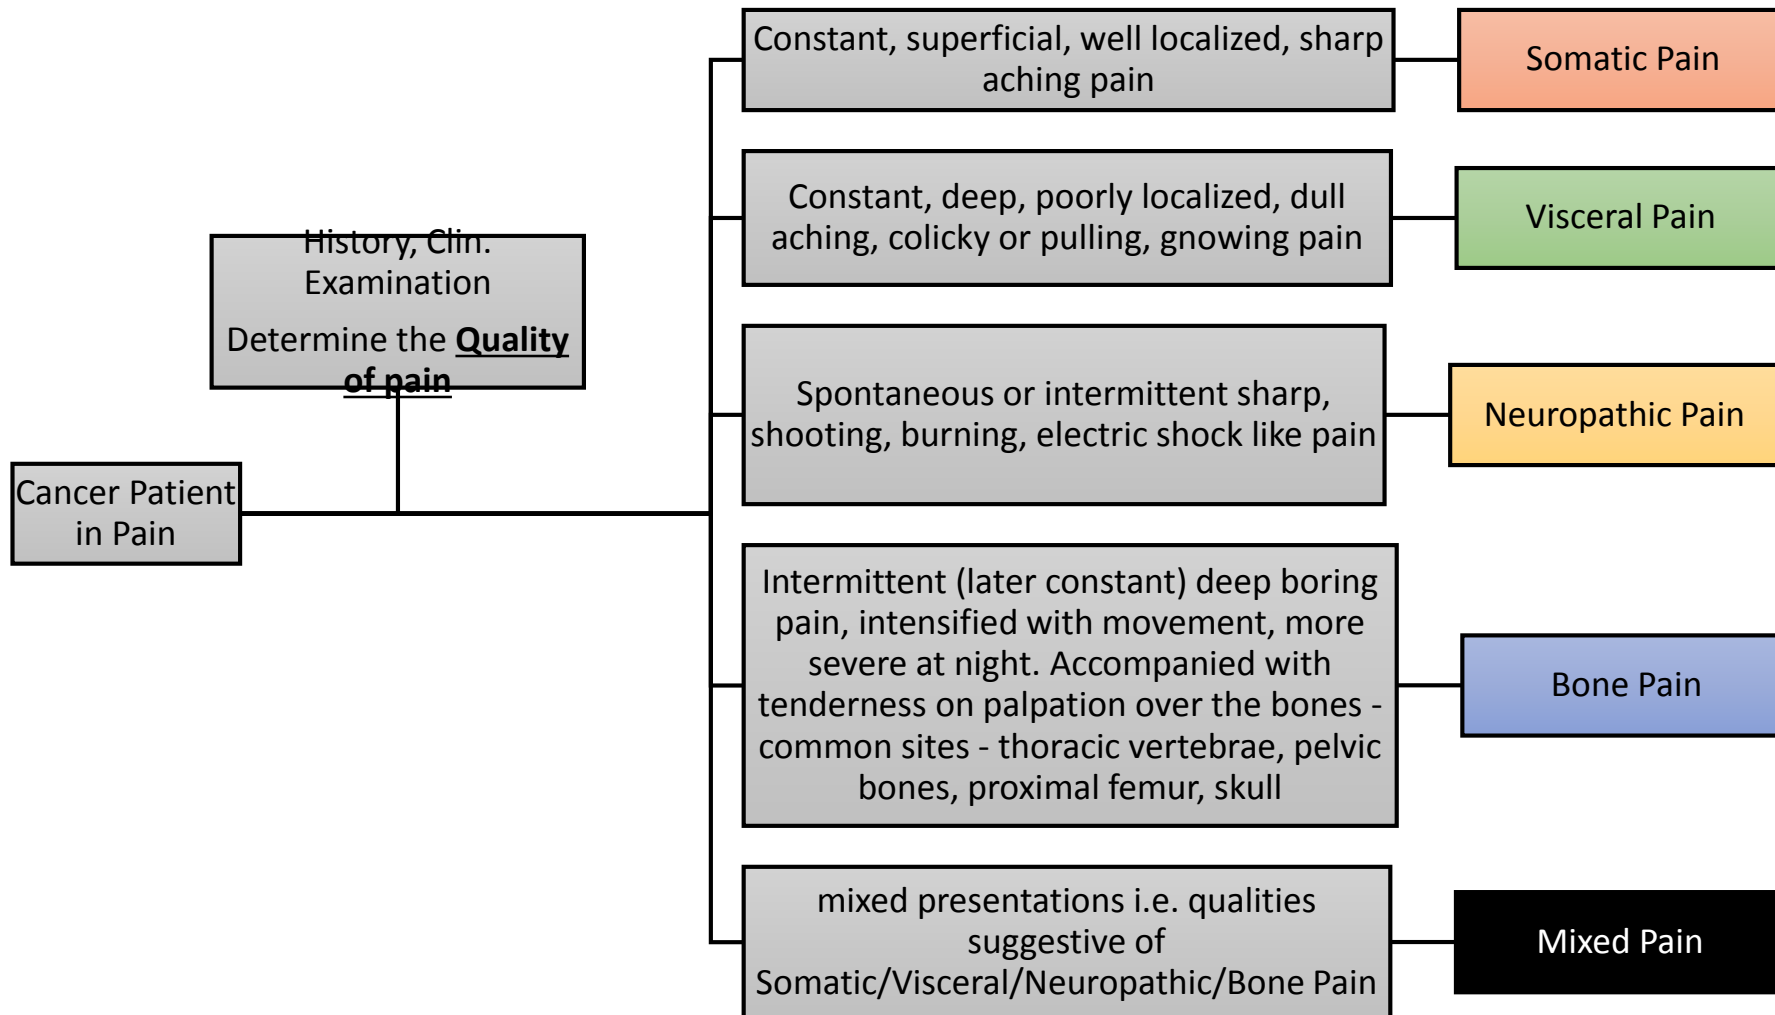 Constant, superficial, well localized, sharp
aching pain
Somatic Pain
Constant, deep, poorly localized, dull
aching, colicky or pulling, gnowing pain
Visceral Pain
History, Clin.
Examination
Determine the Quality
of pain
Spontaneous or intermittent sharp,
shooting, burning, electric shock like pain
Neuropathic Pain
Cancer Patient
in Pain
Intermittent (later constant) deep boring
pain, intensified with movement, more
severe at night. Accompanied with
tenderness on palpation over the bones -
common sites - thoracic vertebrae, pelvic
bones, proximal femur, skull
Bone Pain
mixed presentations i.e. qualities
suggestive of
Somatic/Visceral/Neuropathic/Bone Pain
Mixed Pain